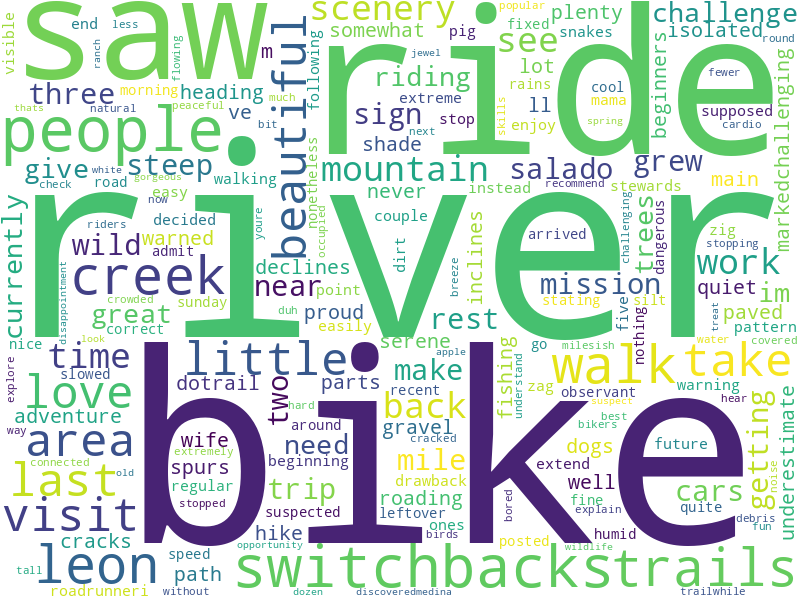 saw
ride
river
bike
people
scenery
somewhat
popular
fixed
plenty
snakes
challenge
isolated
see
lot
rains
enjoy
visible
end
less
ranch
flowing
m
three
morning
heading
natural
ve
peaceful
much
thats
bit
beautiful
following
nonetheless
pig
riding
extreme
sign
ll
stop
jewel
shade
next
skills
cool
mama
spring
beginners
round
fewer
supposed
cardio
markedchallenging
give
steep
white
check
road
gorgeous
walking
easy
now
riders
decided
mountain
never
instead
salado
grew
stewards
main
recommend
currently
creek
wild
warned
admit
disappointment
youre
occupied
couple
dirt
breeze
inclines
arrived
challenging
trees
dangerous
zig
stopping
work
near
declines
point
mission
stating
silt
quiet
im
paved
pattern
great
crowded
sunday
correct
duh
proud
easily
rest
five
nothing
treat
water
covered
nice
look
time
slowed
explore
little
serene
apple
recent
make
fishing
understand
go
milesish
zag
walk
take
warning
hear
love
adventure
way
dotrail
two
parts
hard
around
back
gravel
cracked
observant
suspect
best
bikers
dogs
future
getting
noise
underestimate
area
wife
extremely
spurs
regular
stopped
need
beginning
mile
drawback
extend
well
last
connected
old
trip
suspected
roading
leftover
ones
birds
bored
fine
explain
cars
quite
debris
fun
visit
cracks
hike
posted
humid
leon
speed
path
opportunity
wildlife
tall
roadrunneri
without
switchbacks
trails
dozen
discoveredmedina
trailwhile